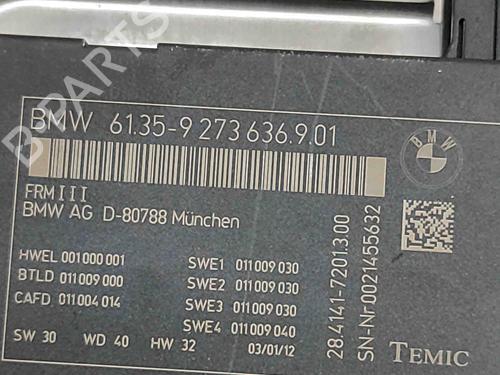 BMW 61.35-9 273 636.9.01
BMW
FRM III
BMW AG D-80788 München
HWEL 001 000 001
BTLD 011 009 000
CAFD 011 004 014
SWE1 011 009 030
SWE2 011 009 030
SWE3 011 009 030
SWE4 011 009 040
SW 30 WD 40 HW 32 03/01/12
28.4141-7201.3.00
SN-Nr0021455632
TEMIC
B-PARTS